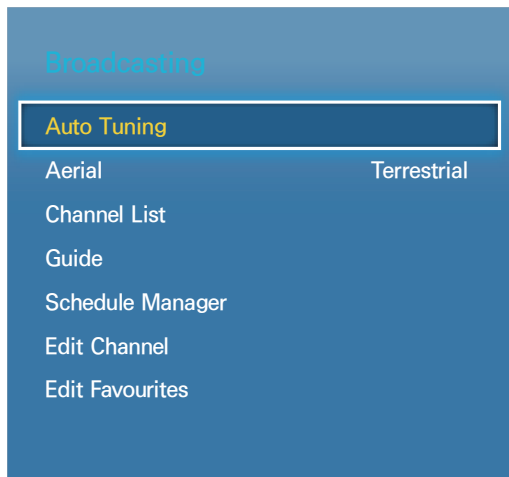 Broadcasting
Auto Tuning
Aerial Terrestrial
Channel List
Guide
Schedule Manager
Edit Channel
Edit Favourites